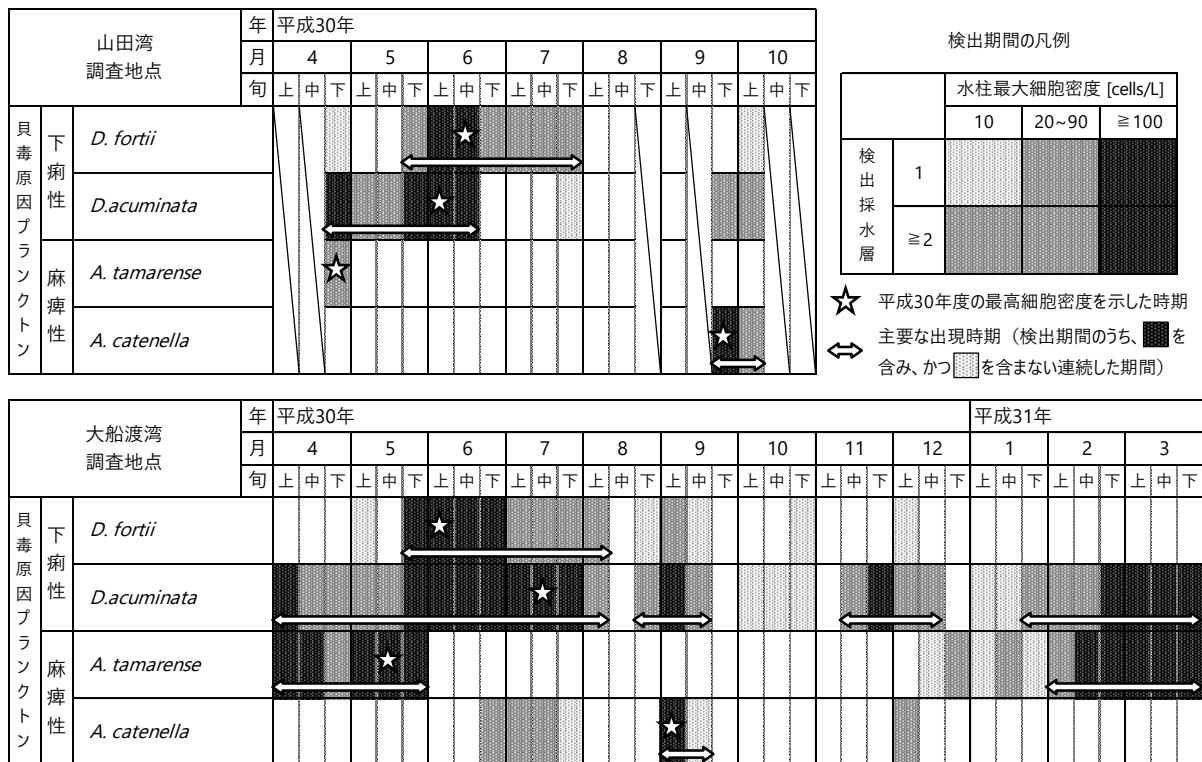 山田湾
調査地点
年 平成30年
月 4 5 6 7 8 9 10
旬 上 中 下 上 中 下 上 中 下 上 中 下 上 中 下 上 中 下 上 中 下
貝毒原因プランクトン
下痢性
D. fortii
D.acuminata
麻痺性
A. tamarense
A. catenella
検出期間の凡例
水柱最大細胞密度 [cells/L]
10 20~90 ≧100
検出採水層
1
≧2
平成30年度の最高細胞密度を示した時期
主要な出現時期（検出期間のうち、 を
含み、かつ を含まない連続した期間）
大船渡湾
調査地点
年 平成30年 平成31年
月 4 5 6 7 8 9 10 11 12 1 2 3
旬 上 中 下 上 中 下 上 中 下 上 中 下 上 中 下 上 中 下 上 中 下 上 中 下 上 中 下 上 中 下 上 中 下 上 中 下
貝毒原因プランクトン
下痢性
D. fortii
D.acuminata
麻痺性
A. tamarense
A. catenella